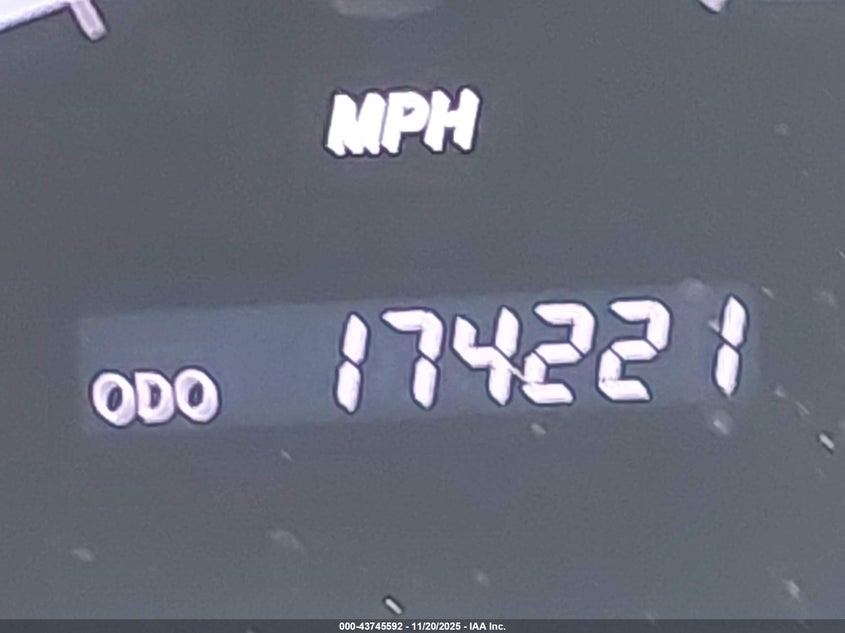 MPH
ODO 174221
000-43745592 - 11/20/2025 - IAA Inc.